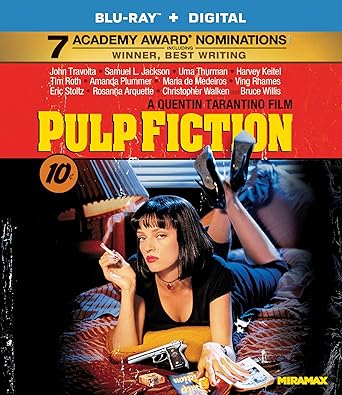 BLU-RAY™ + DIGITAL
7 ACADEMY AWARD® NOMINATIONS
INCLUDING
WINNER, BEST WRITING
John Travolta • Samuel L. Jackson • Uma Thurman • Harvey Keitel
Tim Roth • Amanda Plummer • Maria de Medeiros • Ving Rhames
Eric Stoltz • Rosanna Arquette • Christopher Walken • Bruce Willis
A QUENTIN TARANTINO FILM
PULP FICTION
10¢
MIRAMAX